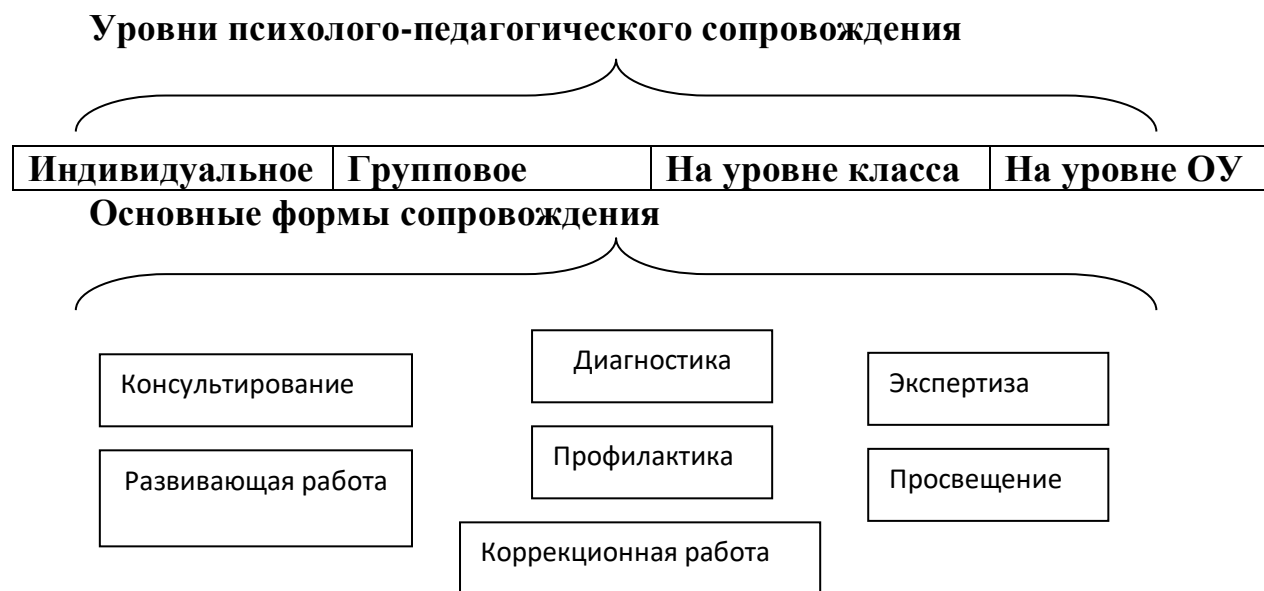 Уровни психолого-педагогического сопровождения
Индивидуальное Групповое На уровне класса На уровне ОУ
Основные формы сопровождения
Консультирование
Диагностика
Экспертиза
Развивающая работа
Профилактика
Просвещение
Коррекционная работа